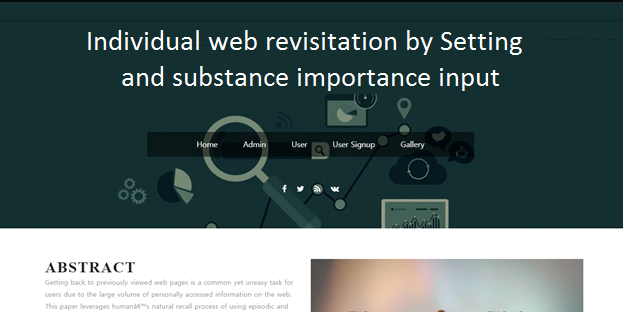 Individual web revisitation by Setting
and substance importance input
Home Admin User User Signup Gallery
ABSTRACT
Getting back to previously viewed web pages is a common yet uneasy task for
users due to the large volume of personally accessed information on the web.
This paper leverages humanâ€™s natural recall process of using episodic and